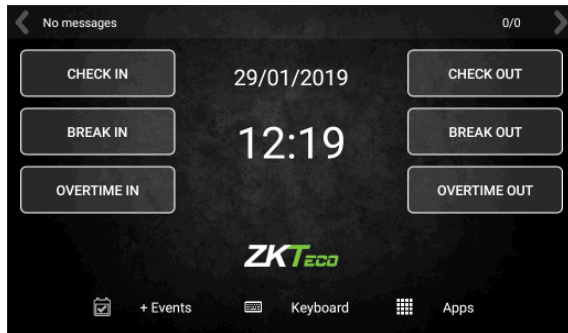 No messages 0/0
CHECK IN
29/01/2019
CHECK OUT
BREAK IN
12:19
BREAK OUT
OVERTIME IN
OVERTIME OUT
ZKTECO
+ Events Keyboard Apps